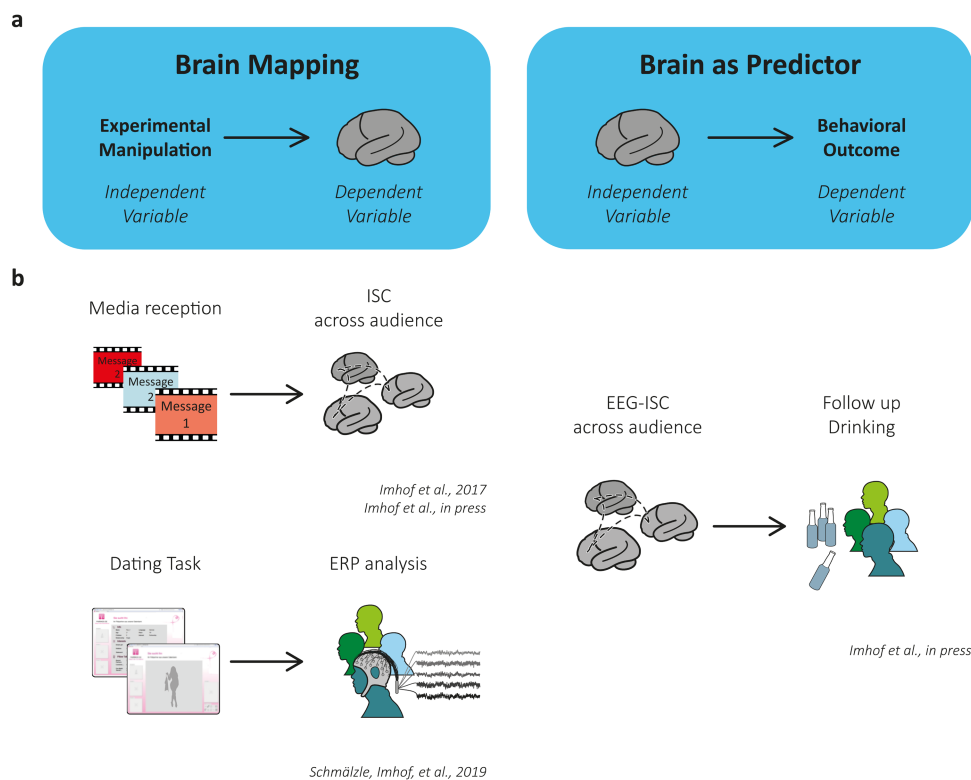 a
Brain Mapping
Experimental
Manipulation
Independent
Variable
Dependent
Variable
Brain as Predictor
Independent
Variable
Behavioral
Outcome
Dependent
Variable
b
Media reception
Message
2
Message
2
Message
1
ISC
across audience
Imhof et al., 2017
Imhof et al., in press
Dating Task
ERP analysis
Schmälzle, Imhof, et al., 2019
EEG-ISC
across audience
Follow up
Drinking
Imhof et al., in press